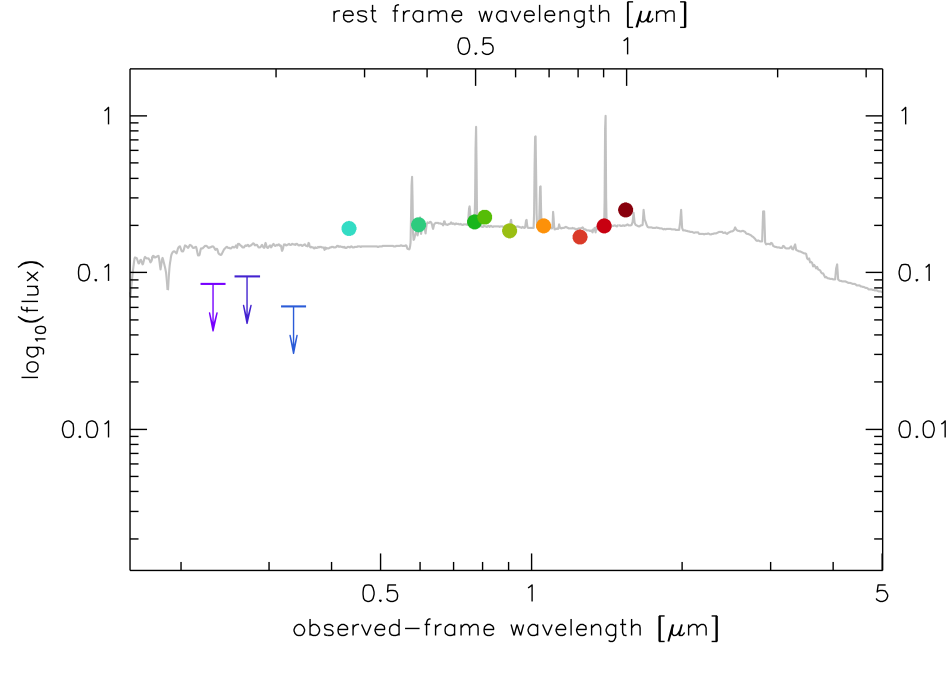 rest frame wavelength [μm]
0.5 1
1 1
0.1 0.1
0.01 0.01
log10(flux)
0.5 1 5
observed-frame wavelength [μm]